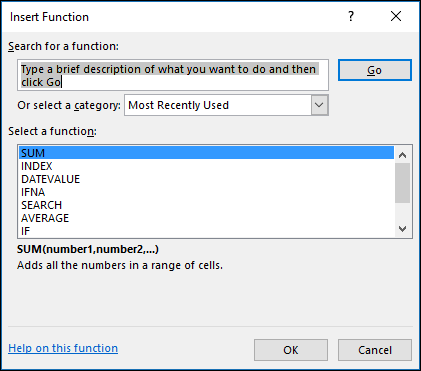 Insert Function
Search for a function:
Type a brief description of what you want to do and then
click Go
Go
Or select a category: Most Recently Used
Select a function:
SUM
INDEX
DATEVALUE
IFNA
SEARCH
AVERAGE
IF
SUM(number1,number2,...)
Adds all the numbers in a range of cells.
Help on this function
OK
Cancel